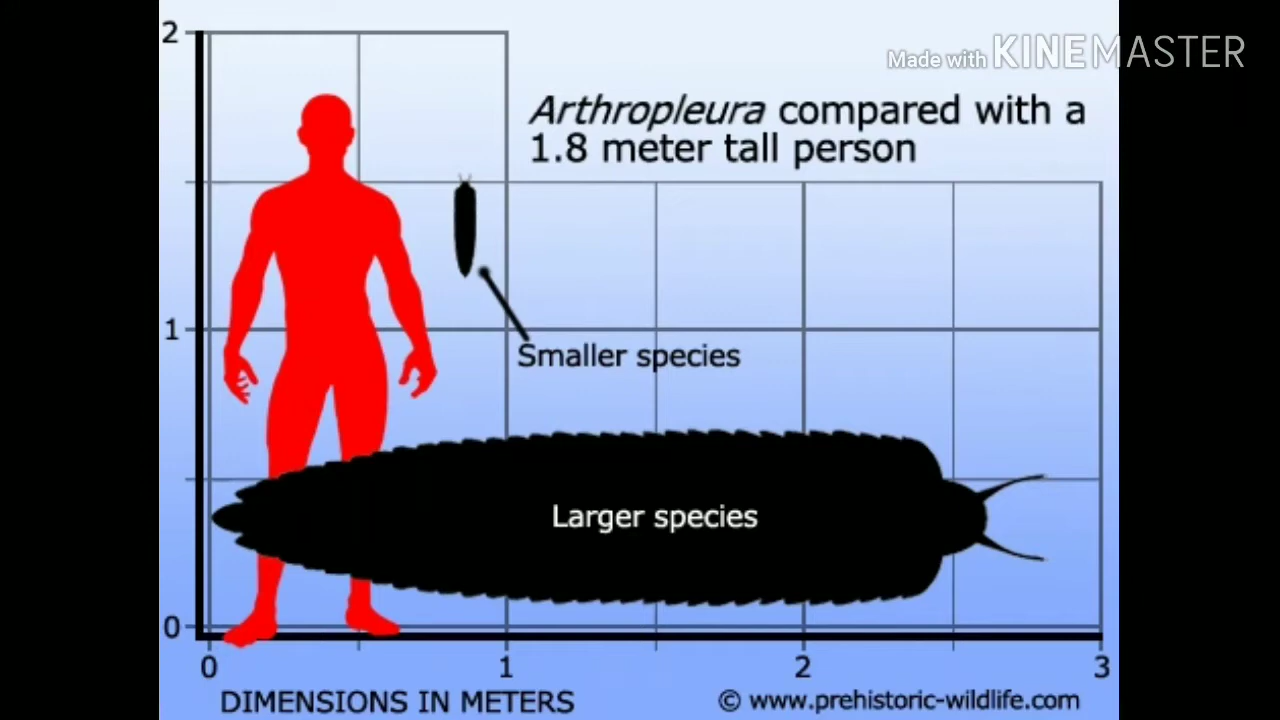 2
Made with KINEMASTER
Arthropleura compared with a
1.8 meter tall person
1
Smaller species
Larger species
0
0 1 2 3
DIMENSIONS IN METERS © www.prehistoric-wildlife.com